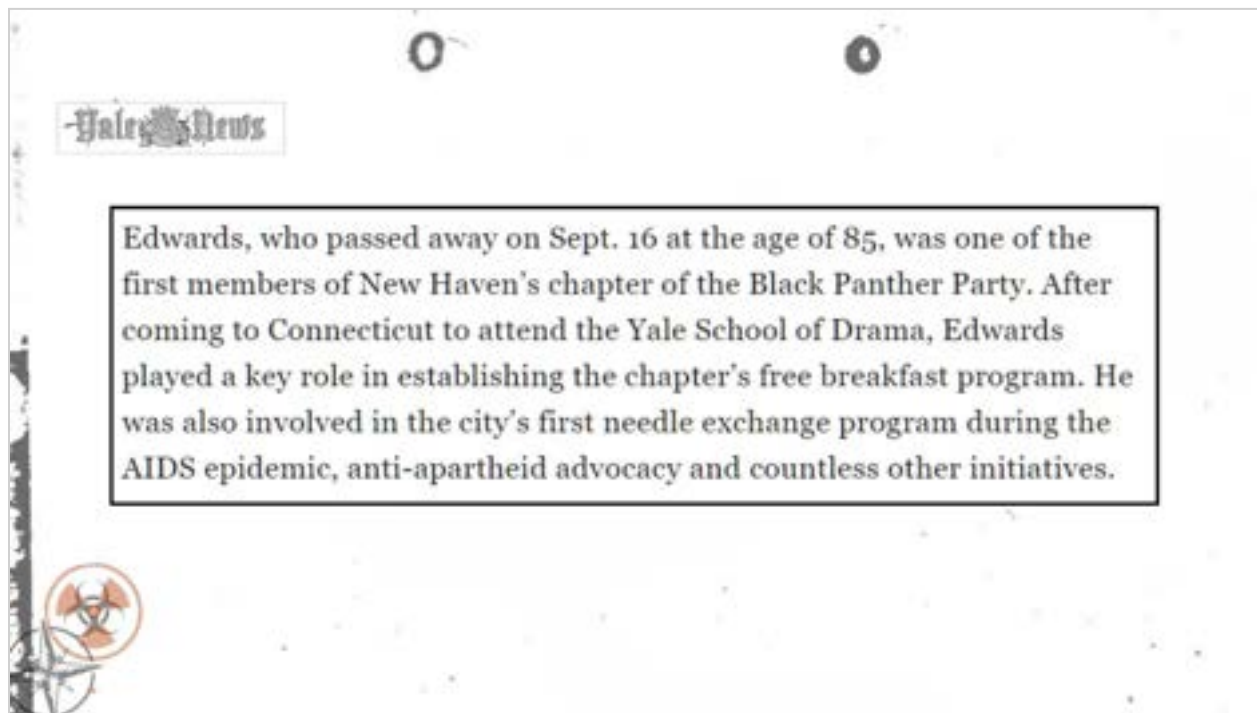 Yale News
Edwards, who passed away on Sept. 16 at the age of 85, was one of the
first members of New Haven’s chapter of the Black Panther Party. After
coming to Connecticut to attend the Yale School of Drama, Edwards
played a key role in establishing the chapter’s free breakfast program. He
was also involved in the city’s first needle exchange program during the
AIDS epidemic, anti-apartheid advocacy and countless other initiatives.